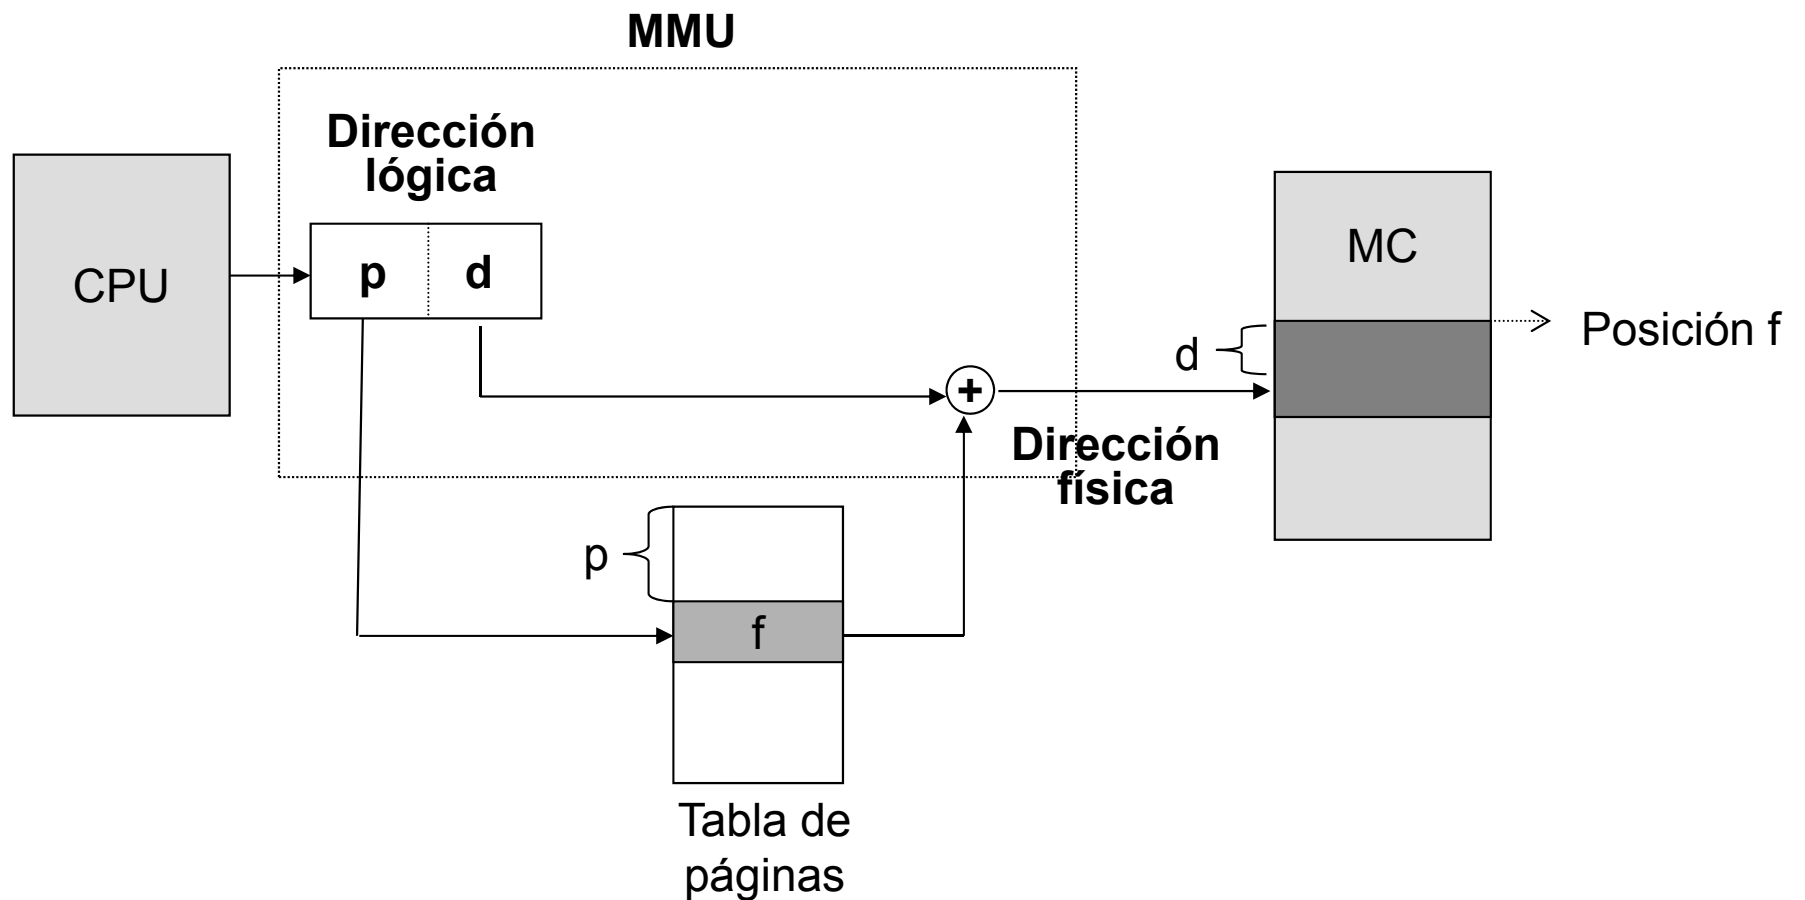 MMU
Dirección
lógica
CPU
p
d
MC
d
Posición f
+
Dirección
física
p
f
Tabla de
páginas